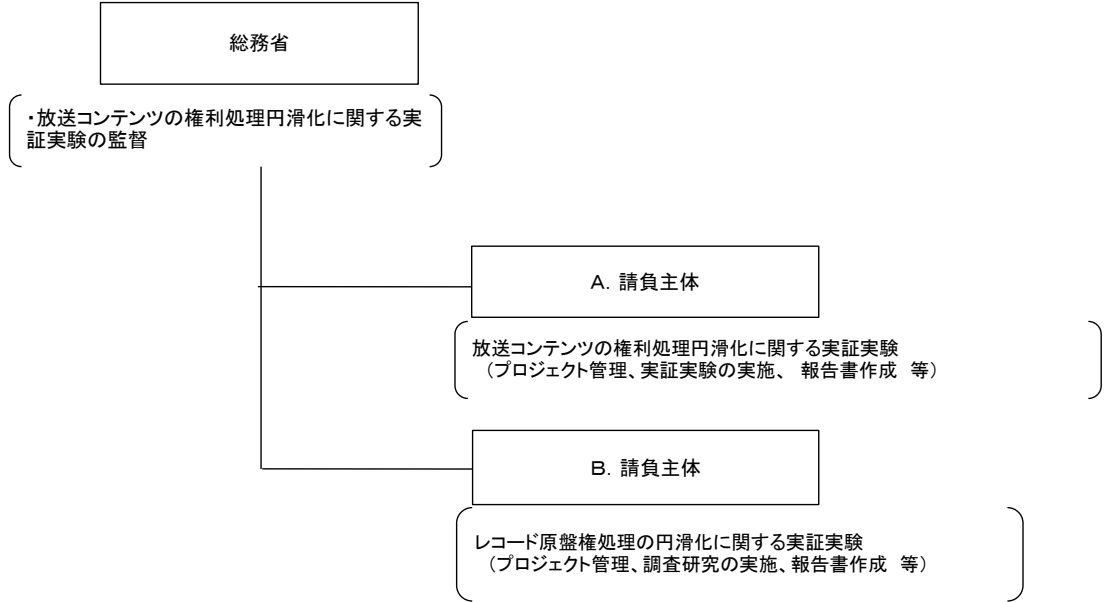 総務省
・放送コンテンツの権利処理円滑化に関する実
証実験の監督
A．請負主体
放送コンテンツの権利処理円滑化に関する実証実験
（プロジェクト管理、実証実験の実施、　報告書作成　等）
B．請負主体
レコード原盤権処理の円滑化に関する実証実験
（プロジェクト管理、調査研究の実施、報告書作成　等）